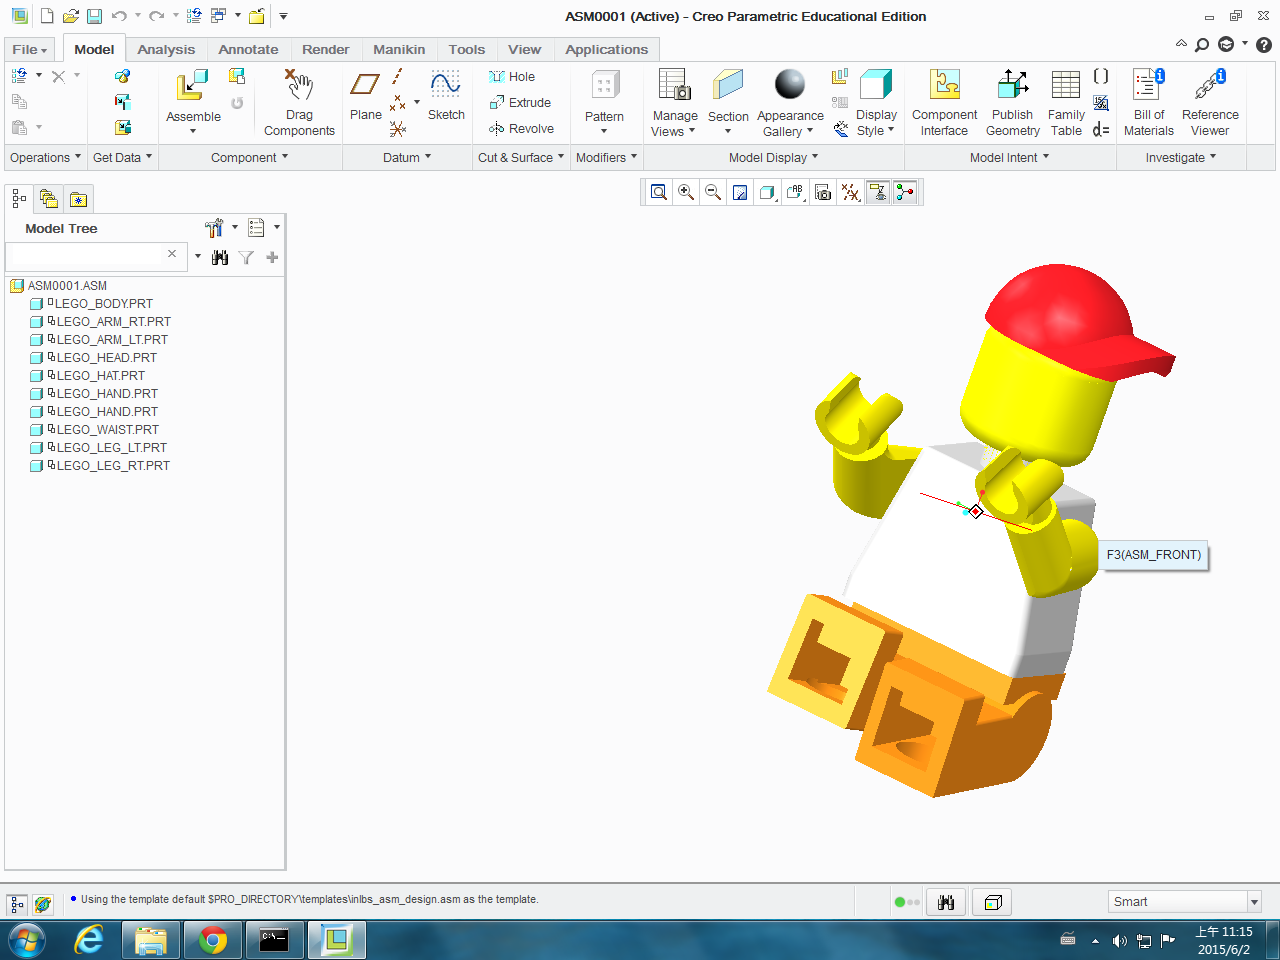 ASM0001 (Active) - Creo Parametric Educational Edition
File
Model
Analysis
Annotate
Render
Manikin
Tools
View
Applications
Assemble
Drag
Components
Plane
Sketch
Hole
Extrude
Revolve
Pattern
Manage
Views
Section
Appearance
Gallery
Display
Style
Component
Interface
Publish
Geometry
Family
Table
d=
Bill of
Materials
Reference
Viewer
Operations
Get Data
Component
Datum
Cut & Surface
Modifiers
Model Display
Model Intent
Investigate
Model Tree
ASM0001.ASM
LEGO_BODY.PRT
LEGO_ARM_RT.PRT
LEGO_ARM_LT.PRT
LEGO_HEAD.PRT
LEGO_HAT.PRT
LEGO_HAND.PRT
LEGO_HAND.PRT
LEGO_WAIST.PRT
LEGO_LEG_LT.PRT
LEGO_LEG_RT.PRT
F3(ASM_FRONT)
Using the template default $PRO_DIRECTORY\templates\inlbs_asm_design.asm as the template.
Smart
上午 11:15
2015/6/2